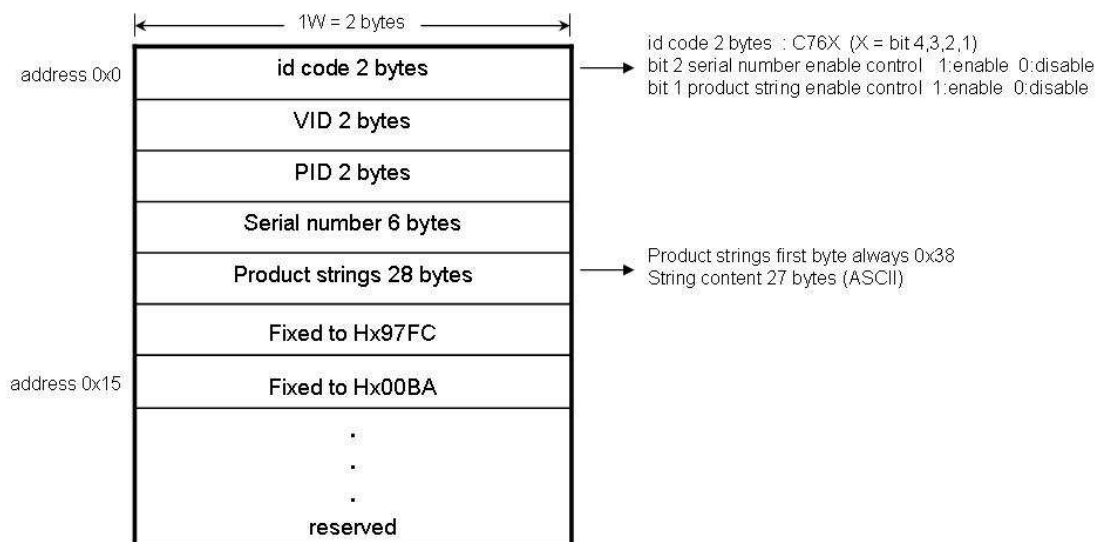 1W = 2 bytes
address 0x0
id code 2 bytes
id code 2 bytes : C76X (X = bit 4,3,2,1)
bit 2 serial number enable control 1:enable 0:disable
bit 1 product string enable control 1:enable 0:disable
VID 2 bytes
PID 2 bytes
Serial number 6 bytes
Product strings 28 bytes
Product strings first byte always 0x38
String content 27 bytes (ASCII)
Fixed to Hx97FC
address 0x15
Fixed to Hx00BA
.
.
.
reserved